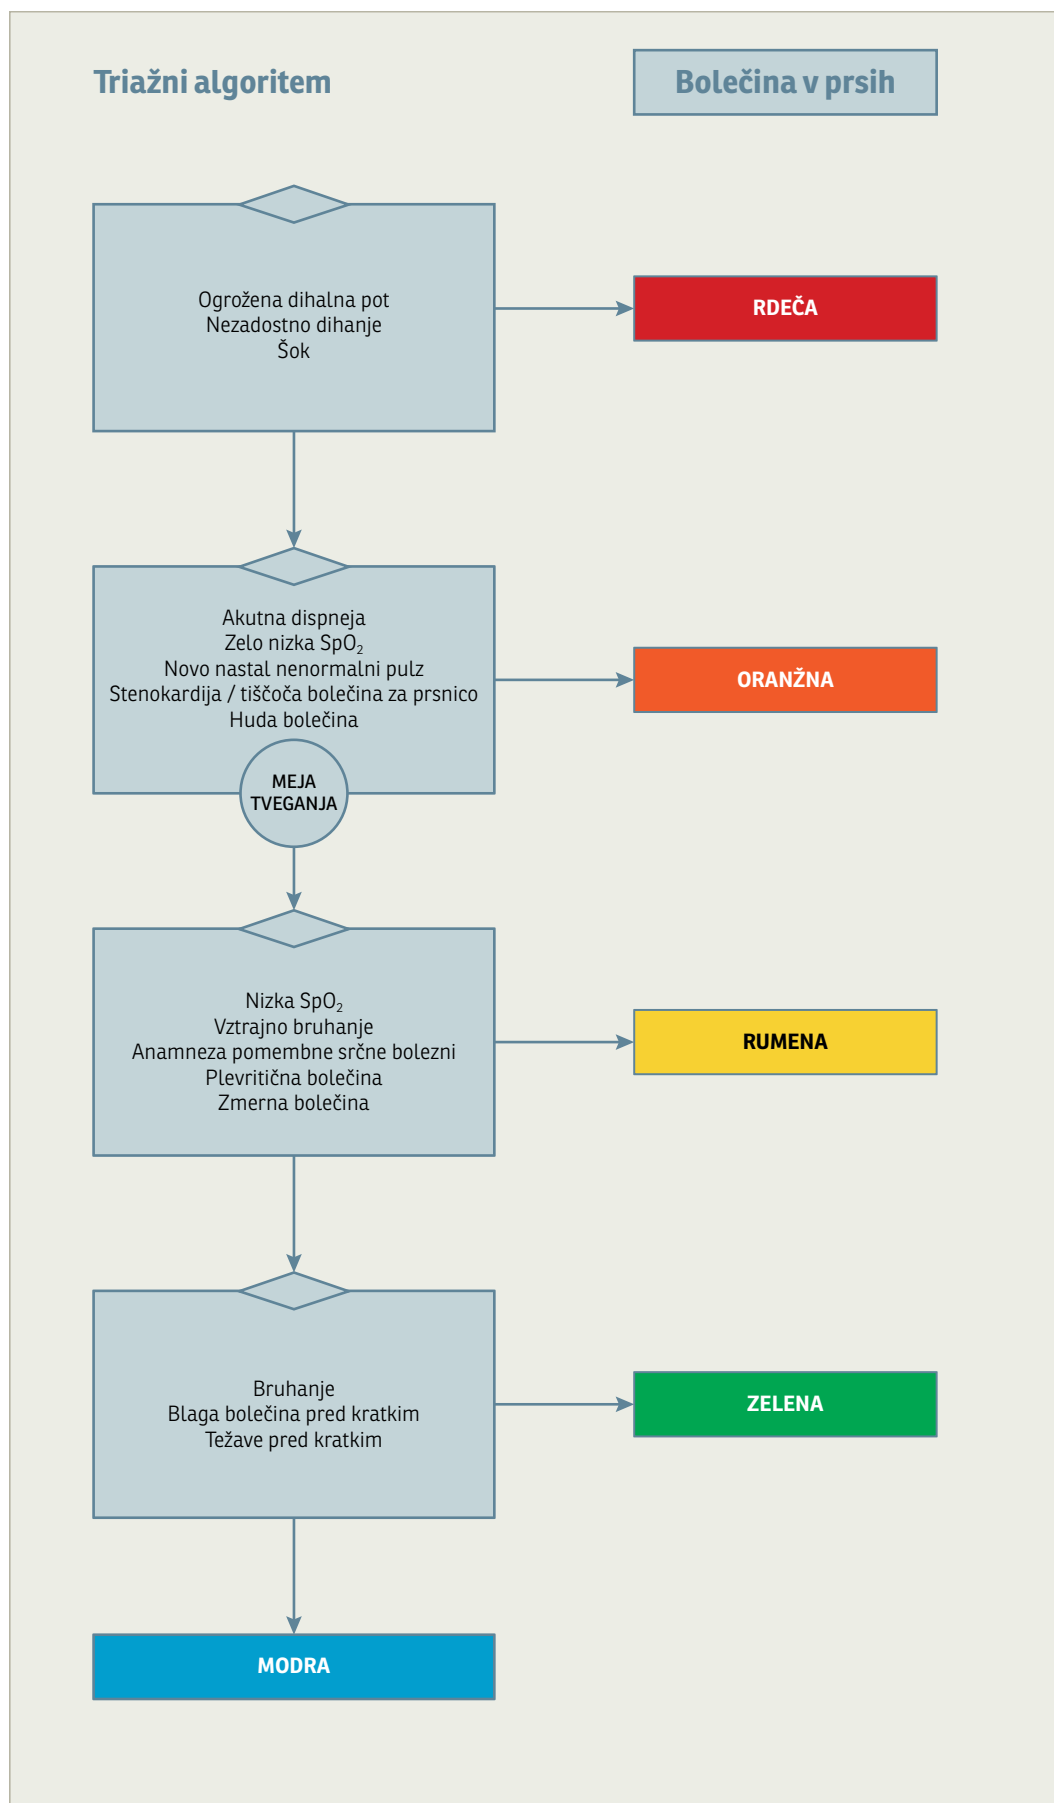 Triažni algoritem
Bolečina v prsih
Ogrožena dihalna pot
Nezadostno dihanje
Šok
RDEČA
Akutna dispneja
Zelo nizka SpO₂
Novo nastal nenormalni pulz
Stenokardija / tiščoča bolečina za prsnico
Huda bolečina
ORANŽNA
MEJA
TVEGANJA
Nizka SpO₂
Vztrajno bruhanje
Anamneza pomembne srčne bolezni
Plevritična bolečina
Zmerna bolečina
RUMENA
Bruhanje
Blaga bolečina pred kratkim
Težave pred kratkim
ZELENA
MODRA